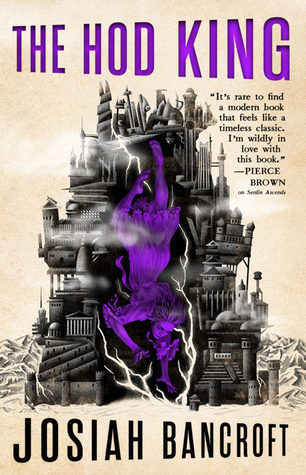 THE HOD KING
“It’s rare to find
a modern book
that feels like a
timeless classic.
I’m wildly in
love with
this book.”
—PIERCE
BROWN
on Senlin Ascends
JOSIAH BANCROFT